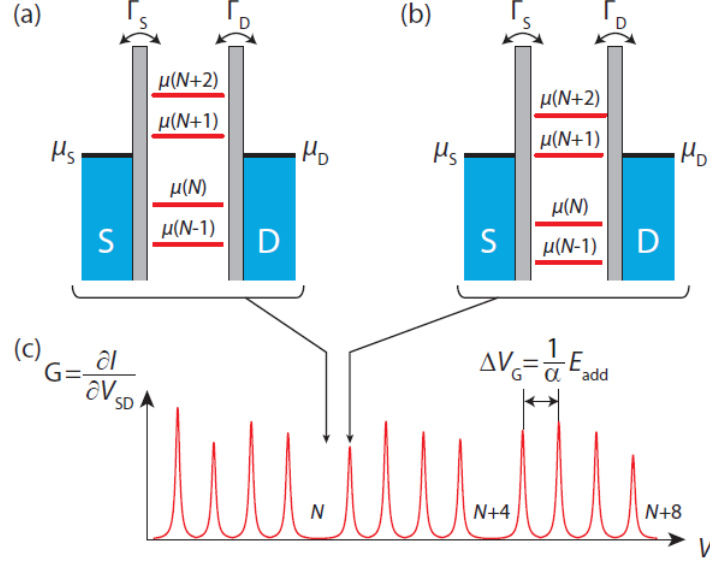 (a)
Γ_S Γ_D
μ(N+2)
μ(N+1)
μ_S μ_D
μ(N)
μ(N-1)
S D
(b)
Γ_S Γ_D
μ(N+2)
μ(N+1)
μ_S μ_D
μ(N)
μ(N-1)
S D
(c)
G=∂I/∂V_SD
ΔV_G=1/α E_add
N N+4 N+8
V